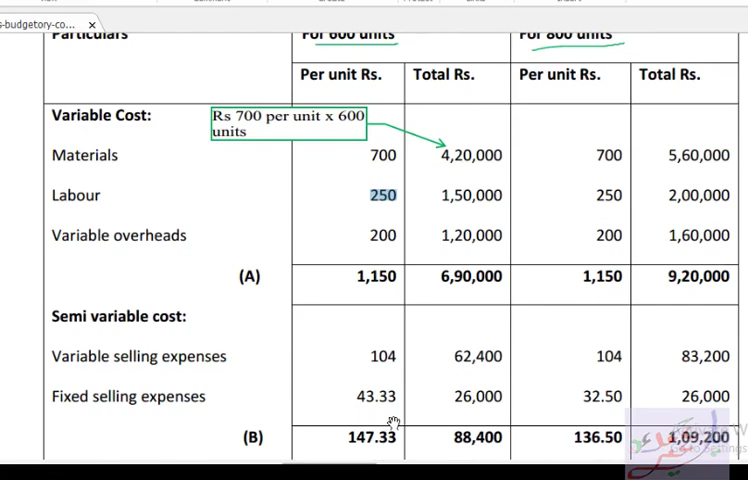 s-budgetory-co...
Particulars For 600 units For 800 units
Per unit Rs. Total Rs. Per unit Rs. Total Rs.
Variable Cost:
Rs 700 per unit x 600
units
Materials 700 4,20,000 700 5,60,000
Labour 250 1,50,000 250 2,00,000
Variable overheads 200 1,20,000 200 1,60,000
(A) 1,150 6,90,000 1,150 9,20,000
Semi variable cost:
Variable selling expenses 104 62,400 104 83,200
Fixed selling expenses 43.33 26,000 32.50 26,000
(B) 147.33 88,400 136.50 1,09,200